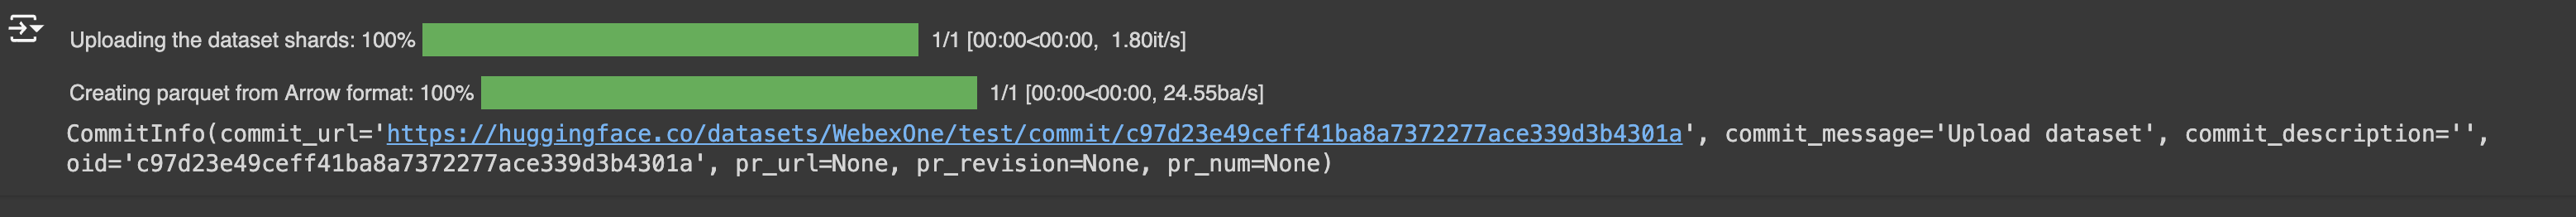 Uploading the dataset shards: 100% 1/1 [00:00<00:00, 1.80it/s]
Creating parquet from Arrow format: 100% 1/1 [00:00<00:00, 24.55ba/s]
CommitInfo(commit_url='https://huggingface.co/datasets/WebexOne/test/commit/c97d23e49ceff41ba8a7372277ace339d3b4301a', commit_message='Upload dataset', commit_description='',
oid='c97d23e49ceff41ba8a7372277ace339d3b4301a', pr_url=None, pr_revision=None, pr_num=None)